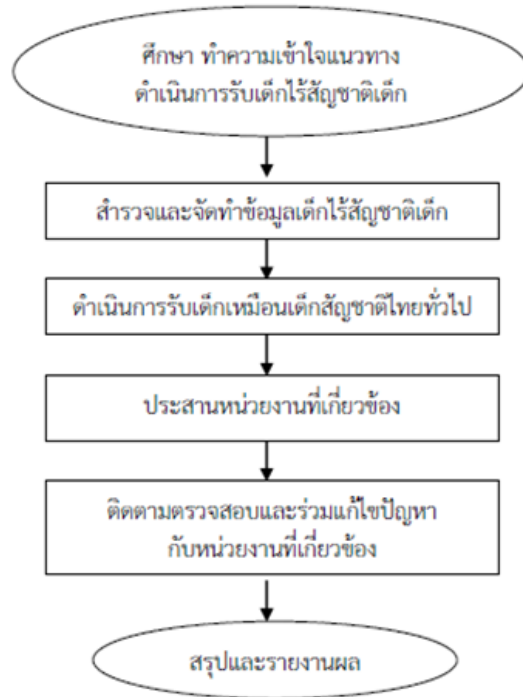 ศึกษา ทำความเข้าใจแนวทาง
ดำเนินการรับเด็กไร้สัญชาติเด็ก
สำรวจและจัดทำข้อมูลเด็กไร้สัญชาติเด็ก
ดำเนินการรับเด็กเหมือนเด็กสัญชาติไทยทั่วไป
ประสานหน่วยงานที่เกี่ยวข้อง
ติดตามตรวจสอบและร่วมแก้ไขปัญหา
กับหน่วยงานที่เกี่ยวข้อง
สรุปและรายงานผล